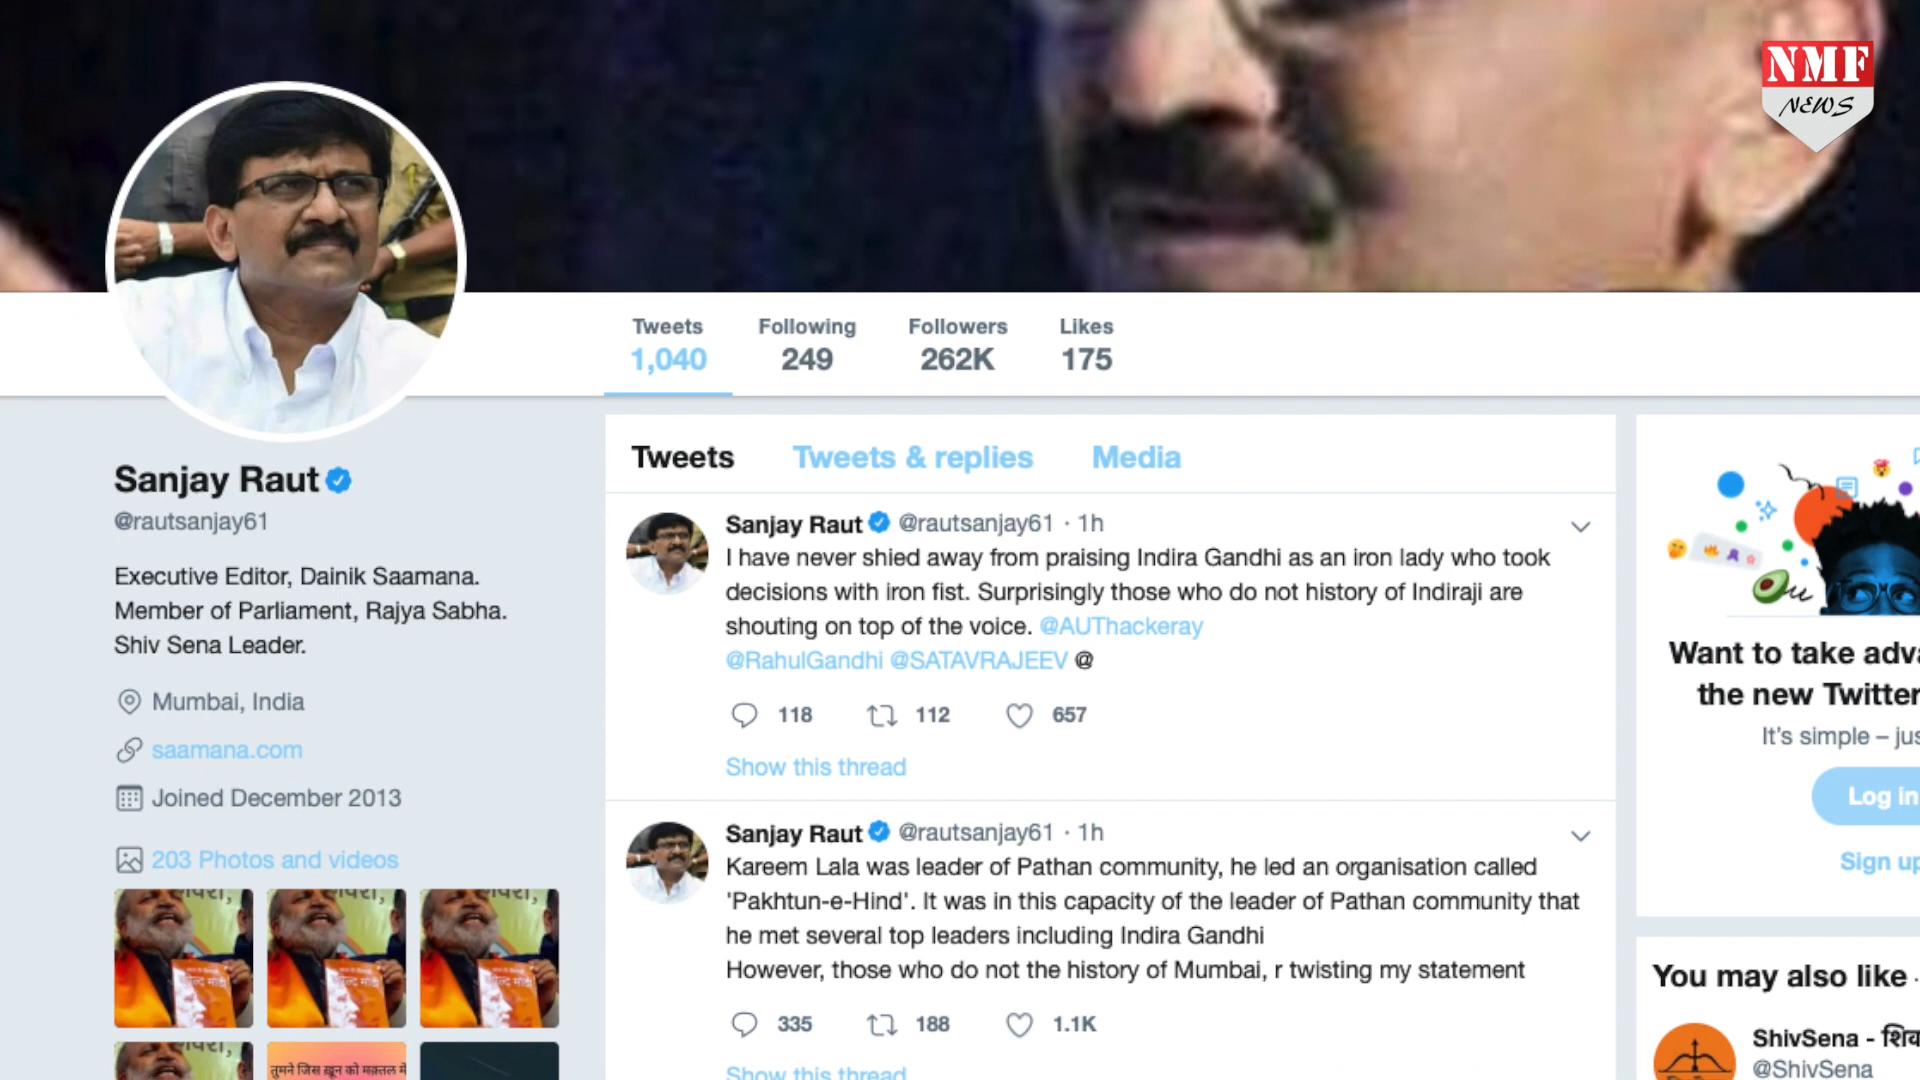 NMF
NEWS
Tweets
1,040
Following
249
Followers
262K
Likes
175
Sanjay Raut
@rautsanjay61
Executive Editor, Dainik Saamana.
Member of Parliament, Rajya Sabha.
Shiv Sena Leader.
Mumbai, India
saamana.com
Joined December 2013
203 Photos and videos
तुमने जिस ख़ून को मक़्तल में
Tweets
Tweets & replies
Media
Sanjay Raut @rautsanjay61 · 1h
I have never shied away from praising Indira Gandhi as an iron lady who took
decisions with iron fist. Surprisingly those who do not history of Indiraji are
shouting on top of the voice. @AUThackeray
@RahulGandhi @SATAVRAJEEV @
118 112 657
Show this thread
Sanjay Raut @rautsanjay61 · 1h
Kareem Lala was leader of Pathan community, he led an organisation called
'Pakhtun-e-Hind'. It was in this capacity of the leader of Pathan community that
he met several top leaders including Indira Gandhi
However, those who do not the history of Mumbai, r twisting my statement
335 188 1.1K
Show this thread
Want to take adva
the new Twitter
It's simple – jus
Log in
Sign up
You may also like ·
ShivSena - शिव
@ShivSena